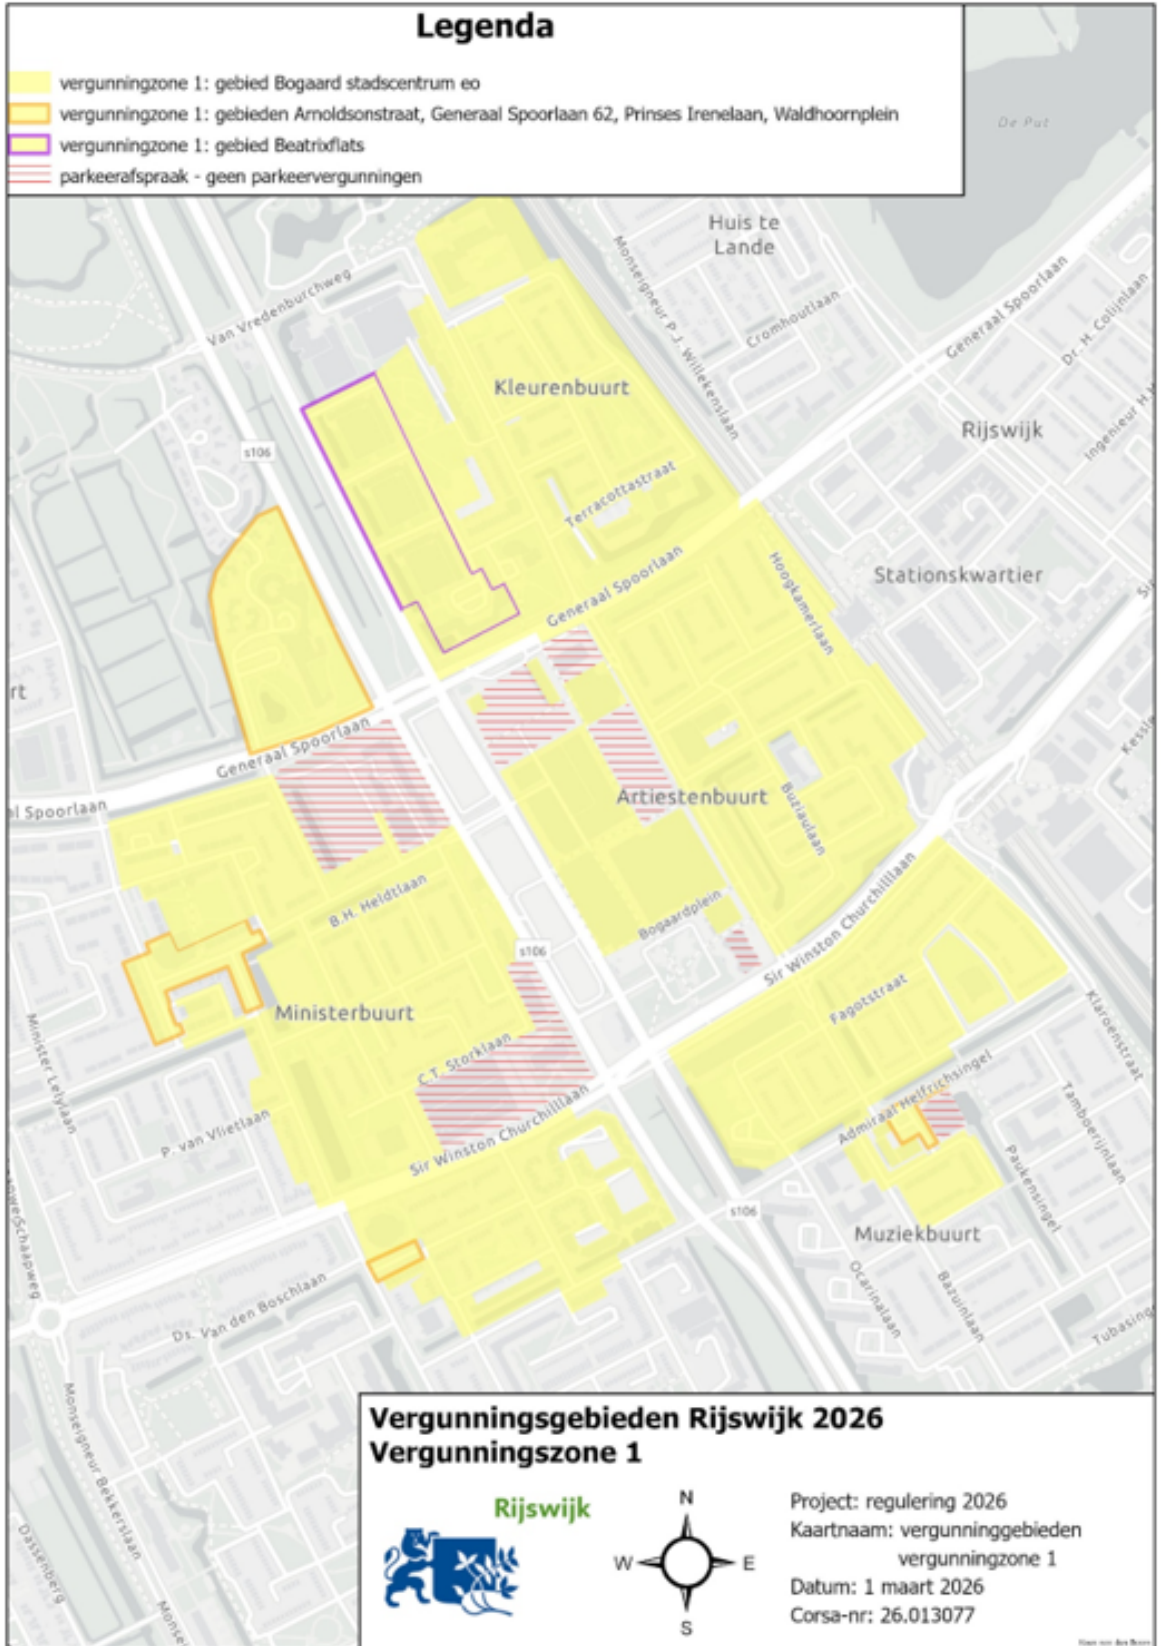 Legenda
vergunningzone 1: gebied Bogaard stadscentrum eo
vergunningzone 1: gebieden Arnoldsonstraat, Generaal Spoorlaan 62, Prinses Irenelaan, Waldhoornplein
vergunningzone 1: gebied Beatrixflats
parkeerafspraak - geen parkeervergunningen
De Put
Huis te
Lande
Monseigneur P.J. Willekenslaan
Van Vredenburchweg
Cromhoutlaan
Generaal Spoorlaan
Dr. H. Colijnlaan
Ingenieur H.
Kleurenbuurt
Rijswijk
s106
Terracottastraat
Generaal Spoorlaan
Hoogkamerlaan
Stationskwartier
rt
Generaal Spoorlaan
al Spoorlaan
Artiestenbuurt
Buziaulaan
B.H. Heldtlaan
Bogaardplein
s106
Sir Winston Churchilllaan
Ministerbuurt
Fagotstraat
Klaroenstraat
Minister Lelylaan
C.T. Storklaan
Admiraal Helfrichsingel
Tamboerijnlaan
P. van Vlietlaan
Sir Winston Churchilllaan
Paukensingel
s106
Muziekbuurt
Schaapweg
Ds. Van den Boschlaan
Ocarinalaan
Bazuinlaan
Tubasing
Monseigneur Bekkerslaan
Dassenberg
Monse
Vergunningsgebieden Rijswijk 2026
Vergunningszone 1
Rijswijk
N
W
E
S
Project: regulering 2026
Kaartnaam: vergunninggebieden
vergunningzone 1
Datum: 1 maart 2026
Corsa-nr: 26.013077